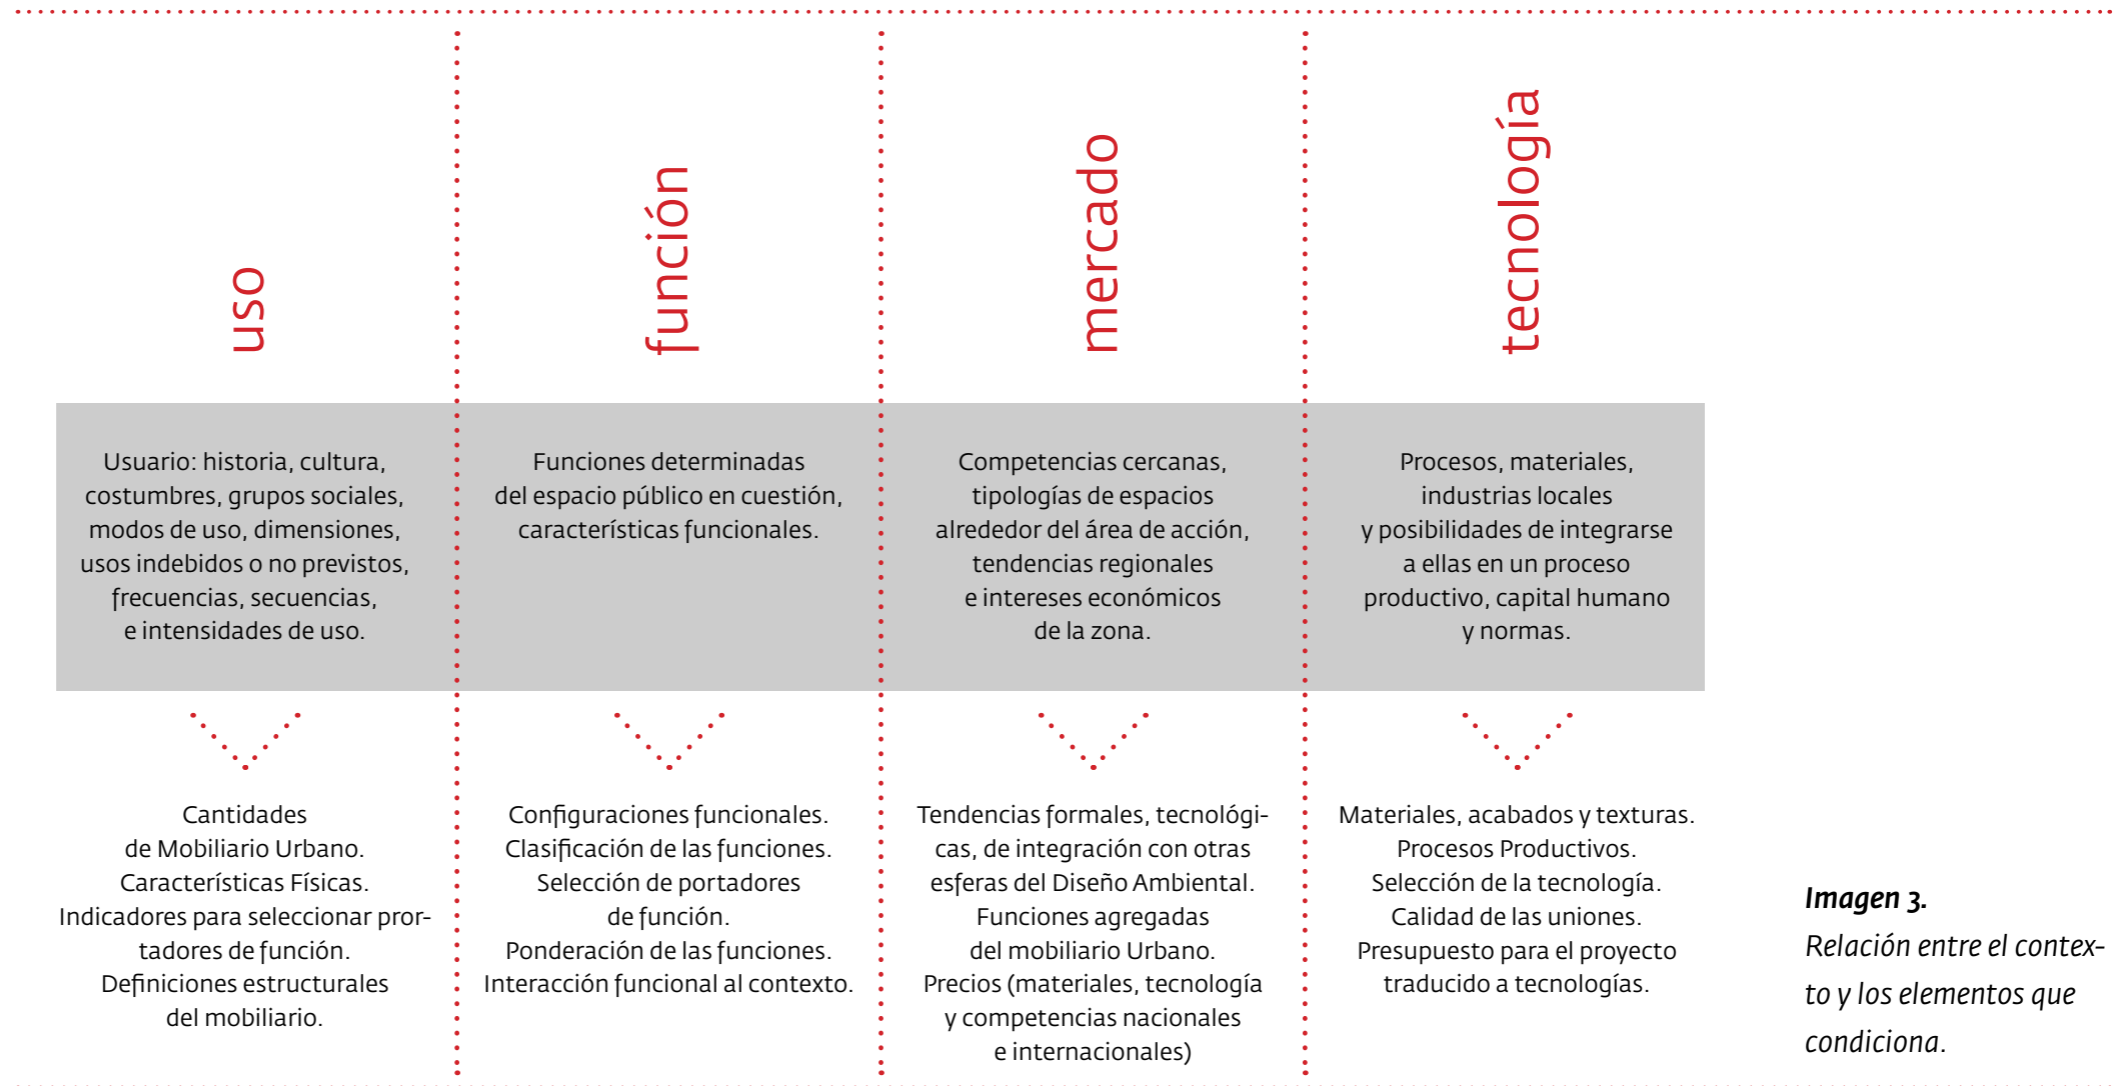 uso
función
mercado
tecnología
Usuario: historia, cultura,
costumbres, grupos sociales,
modos de uso, dimensiones,
usos indebidos o no previstos,
frecuencias, secuencias,
e intensidades de uso.
Funciones determinadas
del espacio público en cuestión,
características funcionales.
Competencias cercanas,
tipologías de espacios
alrededor del área de acción,
tendencias regionales
e intereses económicos
de la zona.
Procesos, materiales,
industrias locales
y posibilidades de integrarse
a ellas en un proceso
productivo, capital humano
y normas.
Cantidades
de Mobiliario Urbano.
Características Físicas.
Indicadores para seleccionar pror-
tadores de función.
Definiciones estructurales
del mobiliario.
Configuraciones funcionales.
Clasificación de las funciones.
Selección de portadores
de función.
Ponderación de las funciones.
Interacción funcional al contexto.
Tendencias formales, tecnológi-
cas, de integración con otras
esferas del Diseño Ambiental.
Funciones agregadas
del mobiliario Urbano.
Precios (materiales, tecnología
y competencias nacionales
e internacionales)
Materiales, acabados y texturas.
Procesos Productivos.
Selección de la tecnología.
Calidad de las uniones.
Presupuesto para el proyecto
traducido a tecnologías.
Imagen 3.
Relación entre el contex-
to y los elementos que
condiciona.